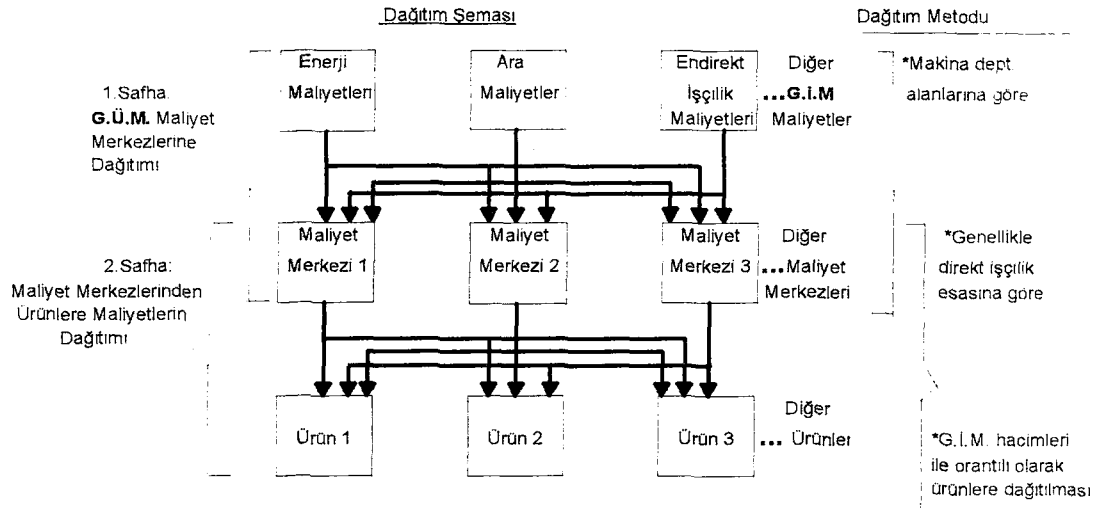 Dağıtım Şeması
Dağıtım Metodu
1.Safha.
G.Ü.M. Maliyet
Merkezlerine
Dağıtımı
Enerji
Maliyetleri
Ara
Maliyetler
Endirekt
İşçilik
Maliyetleri
Diğer
...G.İ.M
Maliyetler
*Makina dept.
alanlarına göre
2.Safha:
Maliyet Merkezlerinden
Ürünlere Maliyetlerin
Dağıtımı
Maliyet
Merkezi 1
Maliyet
Merkezi 2
Maliyet
Merkezi 3
Diğer
...Maliyet
Merkezleri
*Genellikle
direkt işçilik
esasına göre
Ürün 1
Ürün 2
Ürün 3
Diğer
... Ürünler
*G.İ.M. hacimleri
ile orantılı olarak
ürünlere dağıtılması